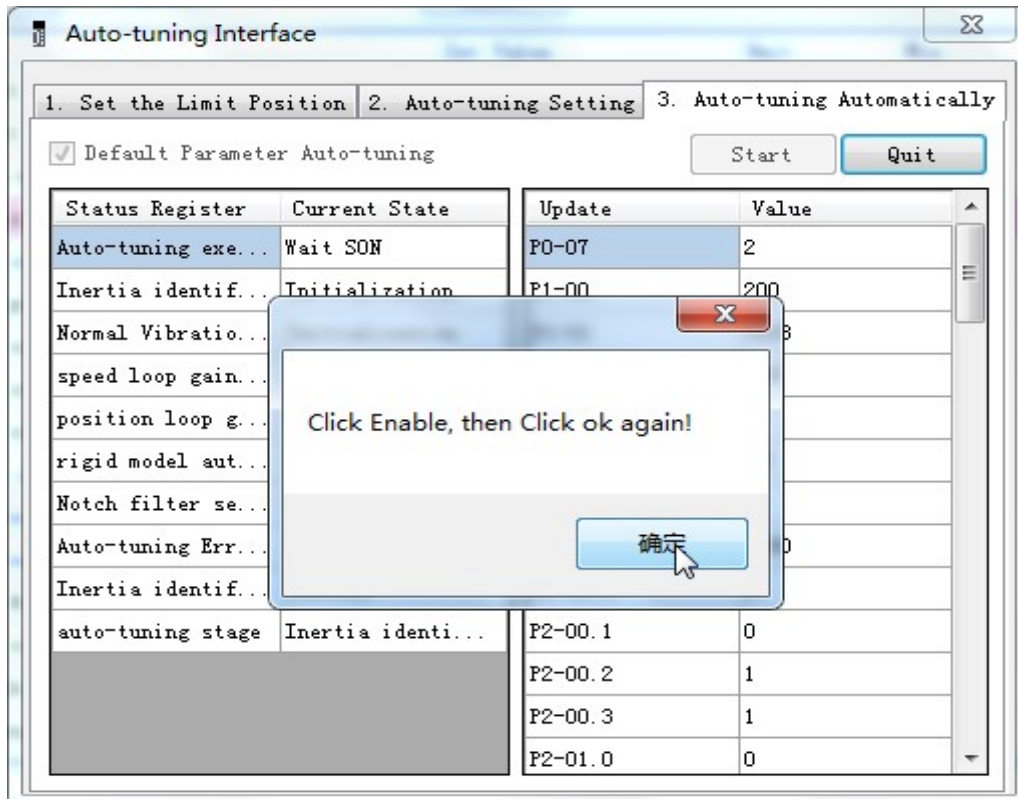 Auto-tuning Interface
1. Set the Limit Position 2. Auto-tuning Setting 3. Auto-tuning Automatically
Default Parameter Auto-tuning Start Quit
Status Register Current State Update Value
Auto-tuning exe... Wait SON P0-07 2
Inertia identif... Initialization P1-00 200
Normal Vibratio...
speed loop gain...
position loop g...
rigid model aut...
Notch filter se...
Auto-tuning Err...
Inertia identif...
auto-tuning stage Inertia identi... P2-00.1 0
P2-00.2 1
P2-00.3 1
P2-01.0 0
Click Enable, then Click ok again!
确定